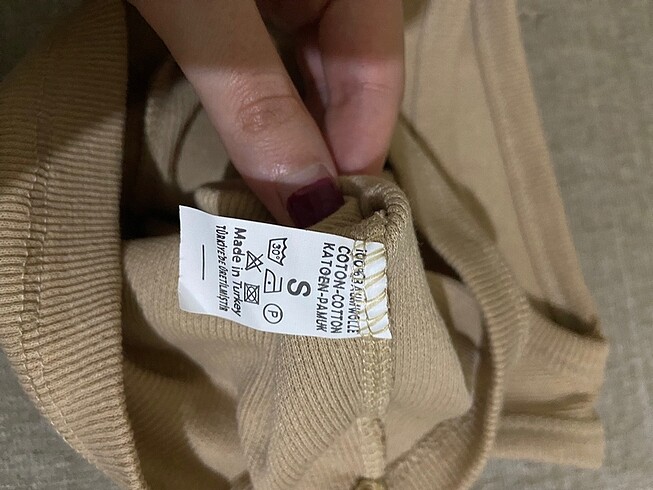 100% BAUMWOLLE
COTON-COTTON
KATOEN-PAMUK
S
30°
P
Made in Turkey
TÜRKİYE'DE ÜRETİLMİŞTİR